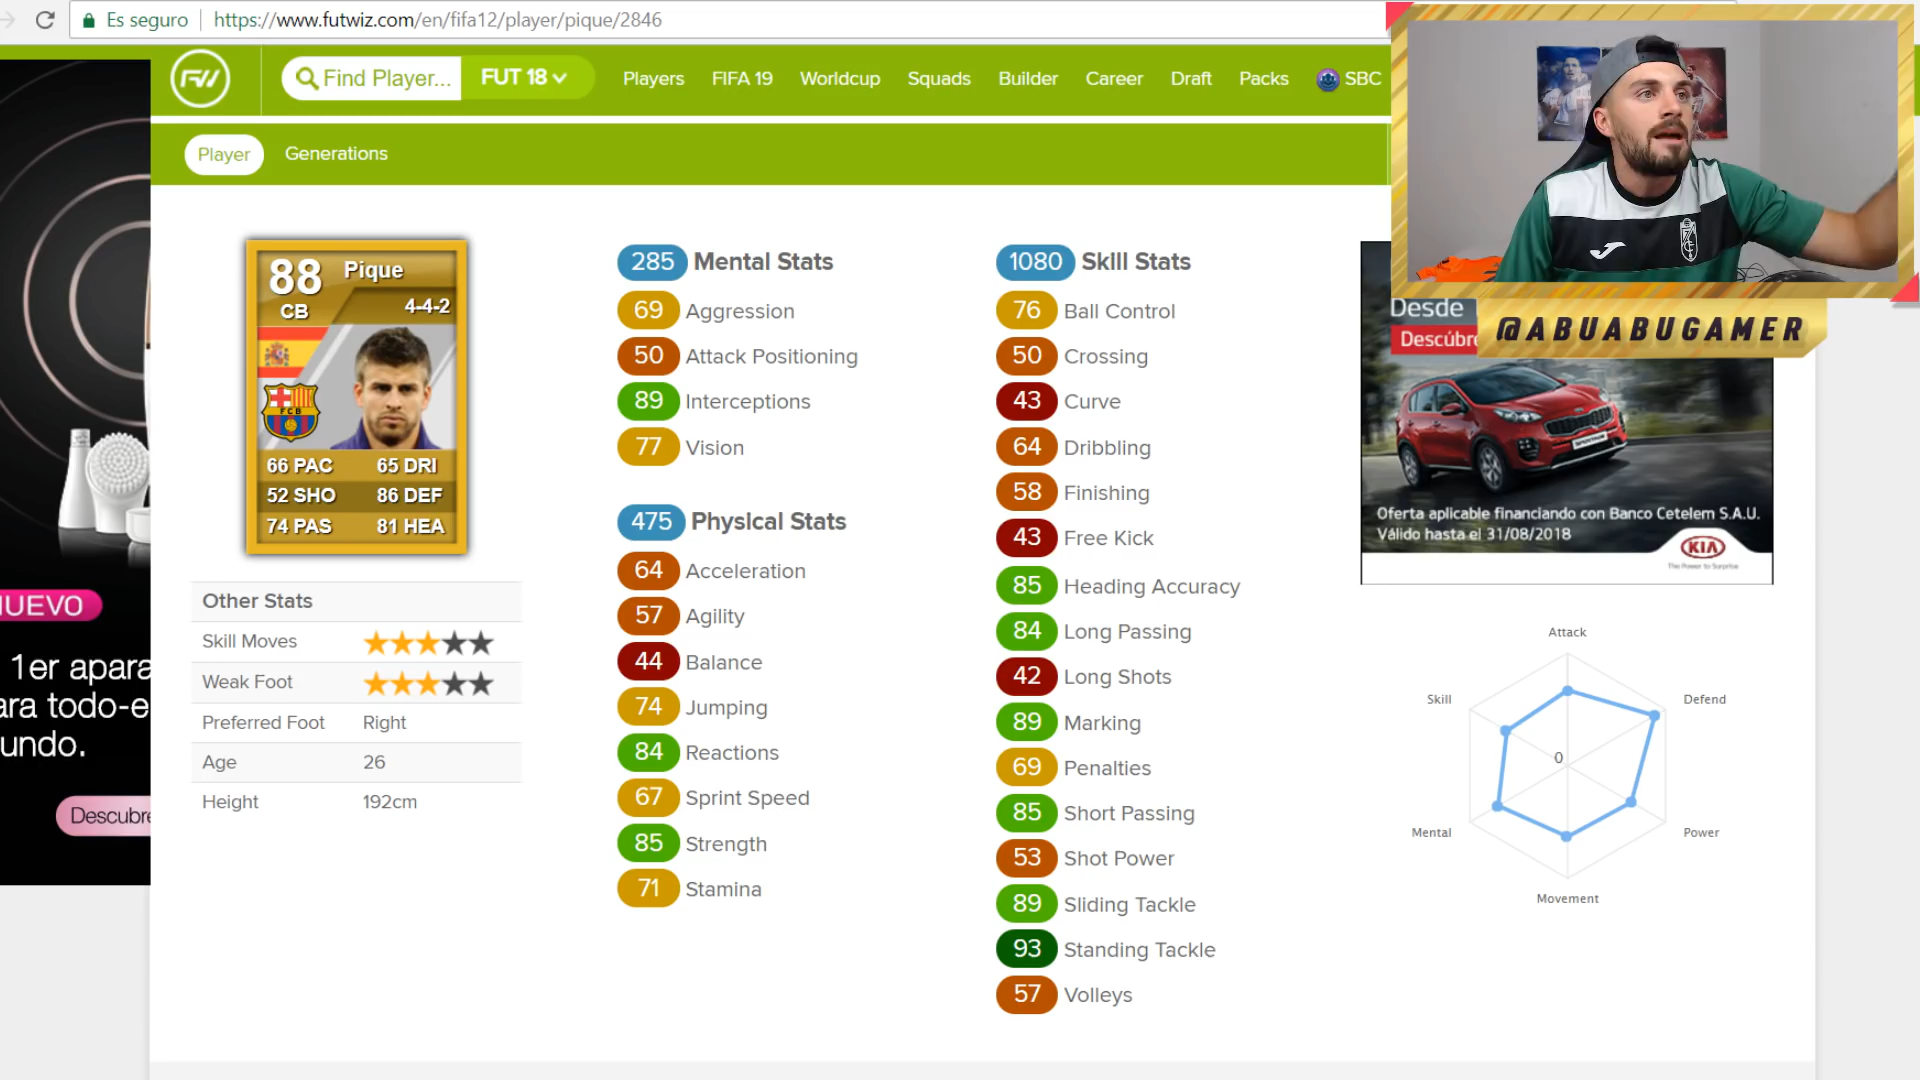 Es seguro
https://www.futwiz.com/en/fifa12/player/pique/2846
FW
Find Player...
FUT 18
Players
FIFA 19
Worldcup
Squads
Builder
Career
Draft
Packs
SBC
Player
Generations
88
Pique
CB
4-4-2
FCB
66 PAC
65 DRI
52 SHO
86 DEF
74 PAS
81 HEA
Other Stats
Skill Moves
Weak Foot
Preferred Foot Right
Age 26
Height 192cm
285 Mental Stats
69 Aggression
50 Attack Positioning
89 Interceptions
77 Vision
475 Physical Stats
64 Acceleration
57 Agility
44 Balance
74 Jumping
84 Reactions
67 Sprint Speed
85 Strength
71 Stamina
1080 Skill Stats
76 Ball Control
50 Crossing
43 Curve
64 Dribbling
58 Finishing
43 Free Kick
85 Heading Accuracy
84 Long Passing
42 Long Shots
89 Marking
69 Penalties
85 Short Passing
53 Shot Power
89 Sliding Tackle
93 Standing Tackle
57 Volleys
@ABUABUGAMER
Desde
Descúbre
Oferta aplicable financiando con Banco Cetelem S.A.U.
Válido hasta el 31/08/2018
KIA
The Power to Surprise
Attack
Defend
Power
Movement
Mental
Skill
0
NUEVO
1er apara
ara todo-e
undo.
Descubre